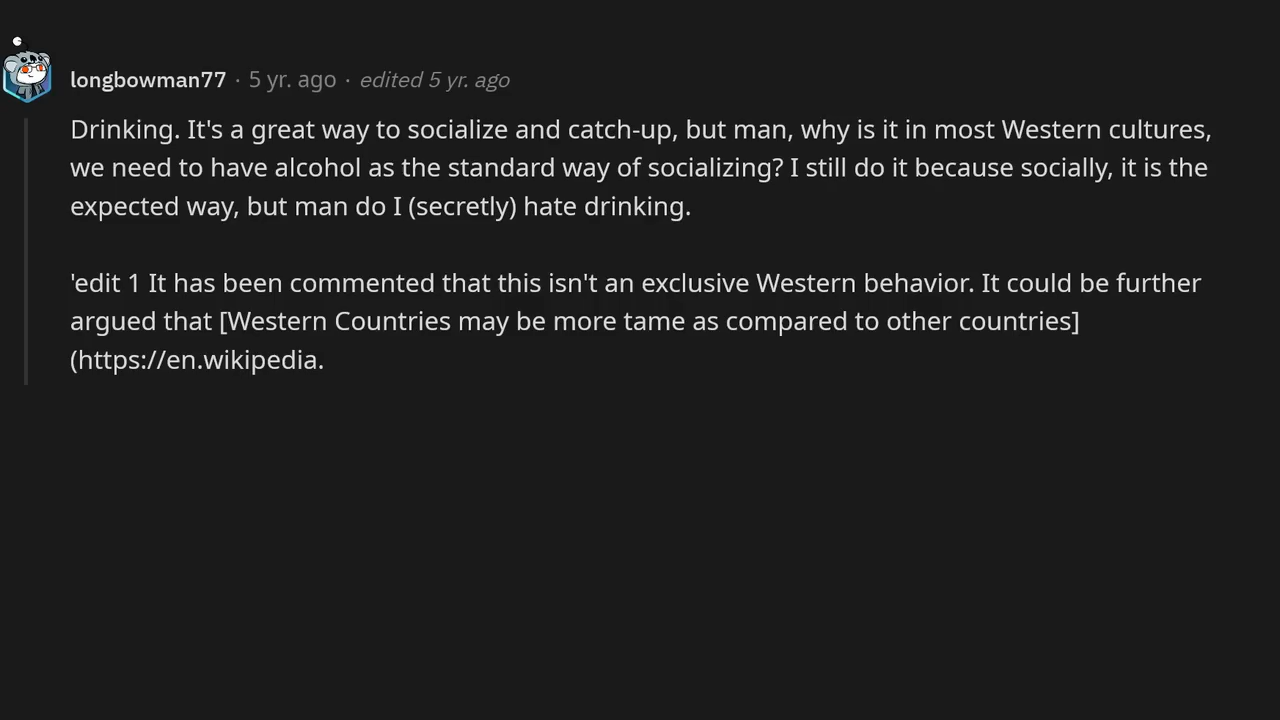 longbowman77 · 5 yr. ago · edited 5 yr. ago
Drinking. It's a great way to socialize and catch-up, but man, why is it in most Western cultures,
we need to have alcohol as the standard way of socializing? I still do it because socially, it is the
expected way, but man do I (secretly) hate drinking.
'edit 1 It has been commented that this isn't an exclusive Western behavior. It could be further
argued that [Western Countries may be more tame as compared to other countries]
(https://en.wikipedia.